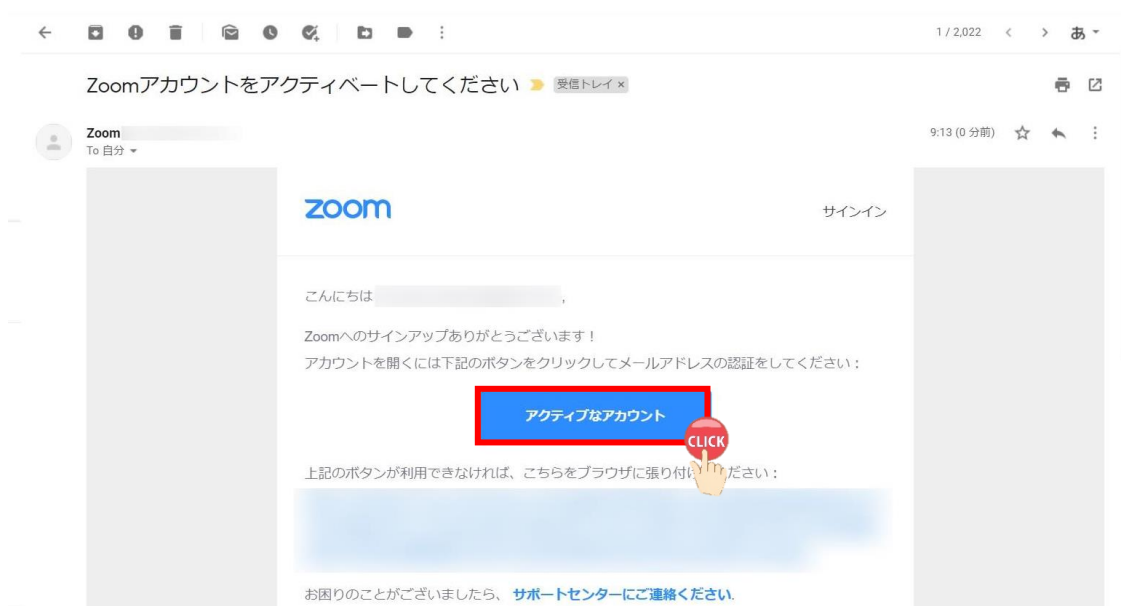 1 / 2,022
あ
Zoomアカウントをアクティベートしてください
受信トレイ ×
Zoom
9:13 (0 分前)
To 自分
zoom
サインイン
こんにちは ,
Zoomへのサインアップありがとうございます！
アカウントを開くには下記のボタンをクリックしてメールアドレスの認証をしてください：
アクティブなアカウント
CLICK
上記のボタンが利用できなければ、こちらをブラウザに張り付け ださい：
お困りのことがございましたら、 サポートセンターにご連絡ください.